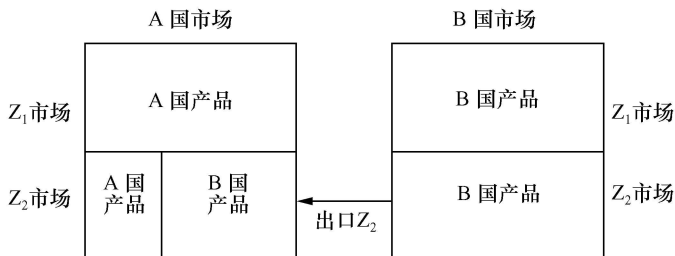 A 国市场
B 国市场
A 国产品
B 国产品
Z₁市场
Z₁市场
A 国
产品
B 国
产品
B 国产品
Z₂市场
Z₂市场
出口Z₂